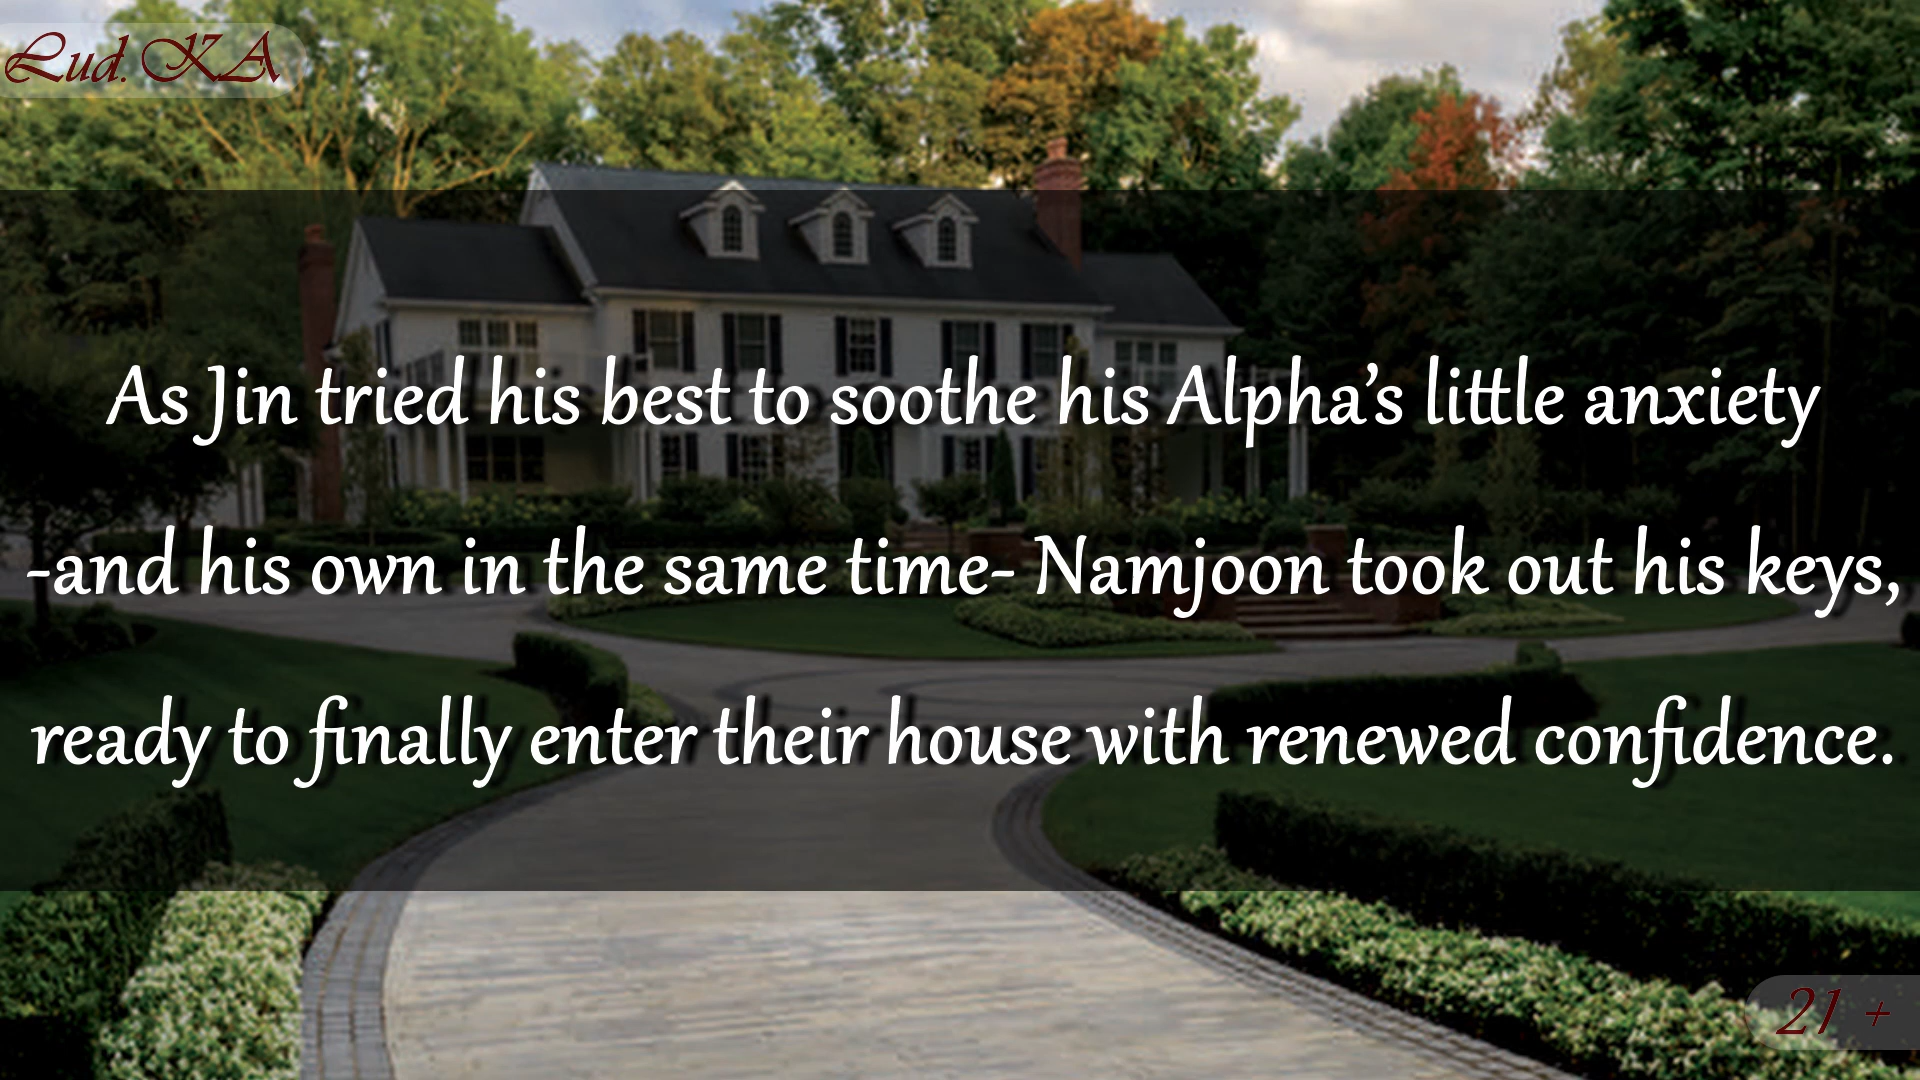 Lud. KA
As Jin tried his best to soothe his Alpha’s little anxiety
-and his own in the same time- Namjoon took out his keys,
ready to finally enter their house with renewed confidence.
21 +